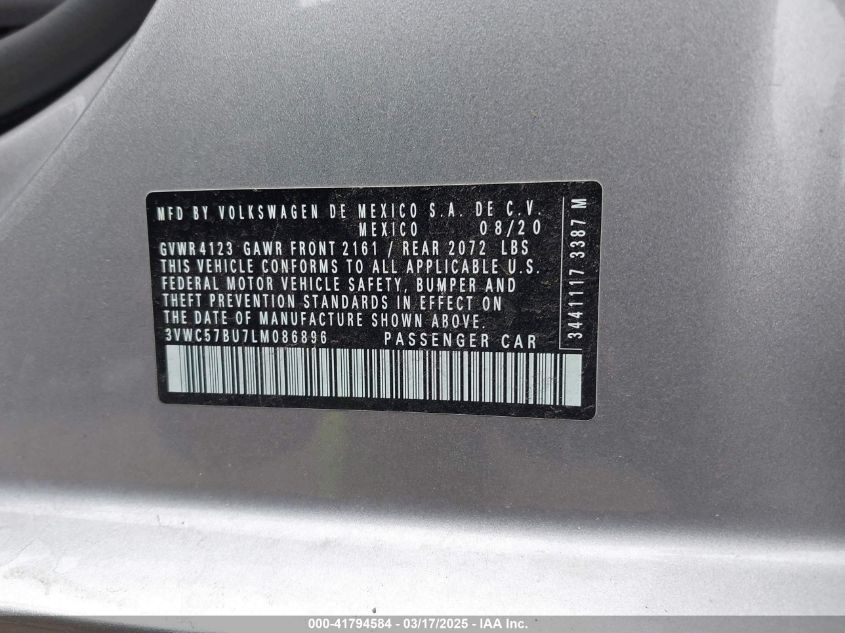 MFD BY VOLKSWAGEN DE MEXICO S.A. DE C.V.
MEXICO 08/20
GVWR 4123 GAWR FRONT 2161 / REAR 2072 LBS
THIS VEHICLE CONFORMS TO ALL APPLICABLE U.S.
FEDERAL MOTOR VEHICLE SAFETY, BUMPER AND
THEFT PREVENTION STANDARDS IN EFFECT ON
THE DATE OF MANUFACTURE SHOWN ABOVE.
3VWC57BU7LM086896 PASSENGER CAR
3441117 3387 M
000-41794584 - 03/17/2025 - IAA Inc.